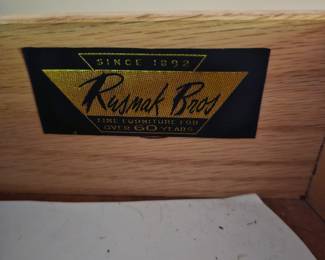 SINCE 1892
Rusnak Bros
FINE FURNITURE FOR
OVER 60 YEARS